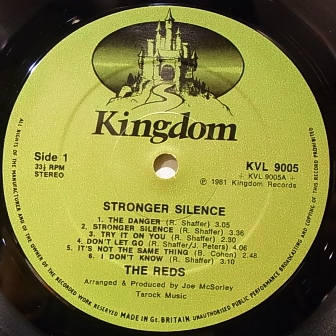 Kingdom
Side 1
33⅓ RPM
STEREO
KVL 9005
+ KVL 9005A +
℗ 1981 Kingdom Records
STRONGER SILENCE
1. THE DANGER (R. Shaffer) 3.05
2. STRONGER SILENCE (R. Shaffer) 3.36
3. TRY IT ON YOU (R. Shaffer) 3.38
4. DON'T LET GO (R. Shaffer/J. Peters) 4.06
5. IT'S NOT THE SAME THING (B. Cohen) 2.48
6. I DON'T KNOW (R. Shaffer) 3.10
THE REDS
Arranged & Produced by Joe McSorley
Tarock Music
ALL RIGHTS OF THE MANUFACTURER AND OF THE OWNER OF THE RECORDED WORK RESERVED MADE IN Gt. BRITAIN UNAUTHORISED PUBLIC PERFORMANCE BROADCASTING AND COPYING OF THIS RECORD PROHIBITED